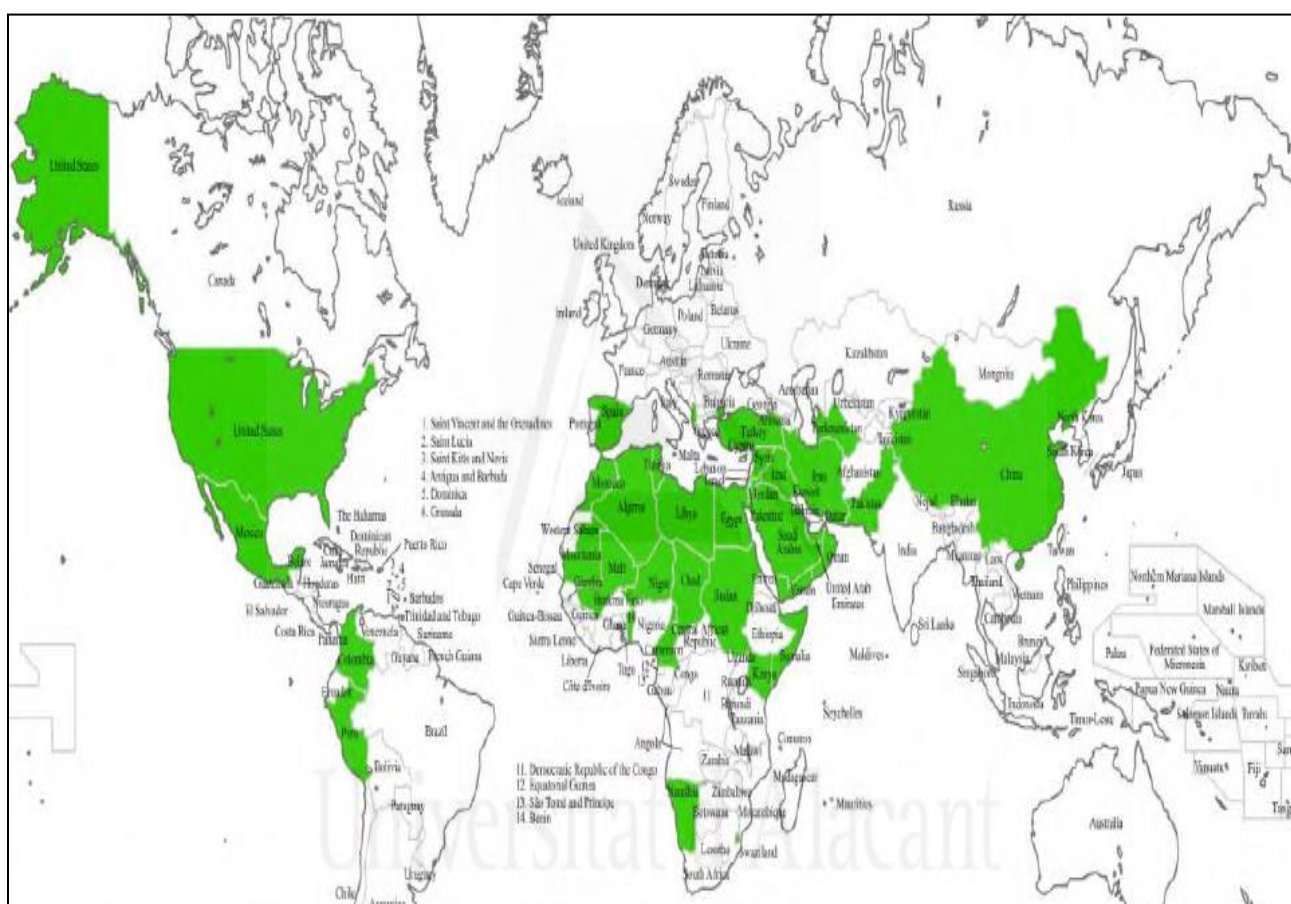 United States
Canada
United States
Mexico
1. Saint Vincent and the Grenadines
2. Saint Lucia
3. Saint Kitts and Nevis
4. Antigua and Barbuda
5. Dominica
6. Grenada
The Bahamas
Dominican
Republic
Puerto Rico
Jamaica
Haiti
Belize
Guatemala
Honduras
El Salvador
Nicaragua
Costa Rica
Panama
Barbados
Trinidad and Tobago
Venezuela
Suriname
Guyana
French Guiana
Colombia
Ecuador
Peru
Brazil
Bolivia
Paraguay
Uruguay
Chile
Iceland
Sweden
Norway
Finland
United Kingdom
Ireland
Lithuania
Poland
Belarus
Germany
Ukraine
Austria
France
Romania
Bulgaria
Italy
Spain
Portugal
Malta
Russia
Kazakhstan
Mongolia
Georgia
Azerbaijan
Armenia
Uzbekistan
Kyrgyzstan
Turkmenistan
Tajikistan
Turkey
Cyprus
Syria
Lebanon
Israel
Iraq
Iran
Jordan
Kuwait
Palestine
Afghanistan
Pakistan
Qatar
Saudi
Arabia
Oman
Yemen
United Arab
Emirates
China
North Korea
South Korea
Japan
Nepal
Bhutan
Bangladesh
India
Myanmar
Laos
Taiwan
Thailand
Vietnam
Cambodia
Philippines
Sri Lanka
Maldives
Brunei
Malaysia
Singapore
Indonesia
Timor-Leste
Papua New Guinea
Northern Mariana Islands
Marshall Islands
Palau
Federated States of
Micronesia
Kiribati
Nauru
Solomon Islands
Tuvalu
Vanuatu
Fiji
Australia
Morocco
Tunisia
Algeria
Libya
Egypt
Western Sahara
Mauritania
Mali
Niger
Chad
Sudan
Eritrea
Djibouti
Senegal
Cape Verde
Gambia
Guinea-Bissau
Guinea
Burkina Faso
Sierra Leone
Liberia
Côte d'Ivoire
Ghana
Togo
Nigeria
Cameroon
Central African
Republic
Ethiopia
Somalia
Uganda
Kenya
Gabon
Congo
11
12
13
Rwanda
Burundi
Tanzania
Seychelles
Comoros
Angola
Zambia
Malawi
Madagascar
Mauritius
11. Democratic Republic of the Congo
12. Equatorial Guinea
13. São Tomé and Príncipe
14. Benin
Namibia
Zimbabwe
Botswana
Mozambique
Lesotho
Swaziland
South Africa
Universitat d'Alacant